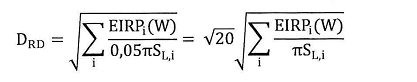 D_RD = √(∑_i EIRP_i(W) / 0,05πS_L,i) = √20 √(∑_i EIRP_i(W) / πS_L,i)